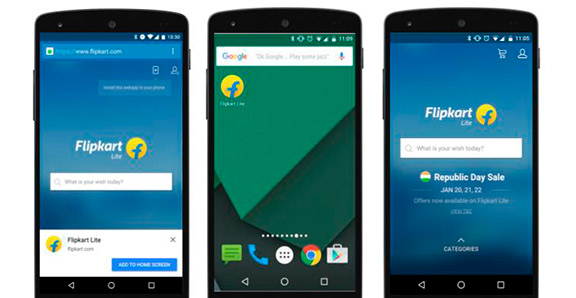 10:30
https://www.flipkart.com
Install this webapp to your phone
Flipkart
Lite
What is your wish today?
Flipkart Lite
flipkart.com
ADD TO HOME SCREEN
11:09
Google
"Ok Google... Play some jazz"
Flipkart Lite
11:05
Flipkart
Lite
What is your wish today?
Republic Day Sale
JAN 20, 21, 22
Offers now available on Flipkart Lite
VIEW T&C
CATEGORIES